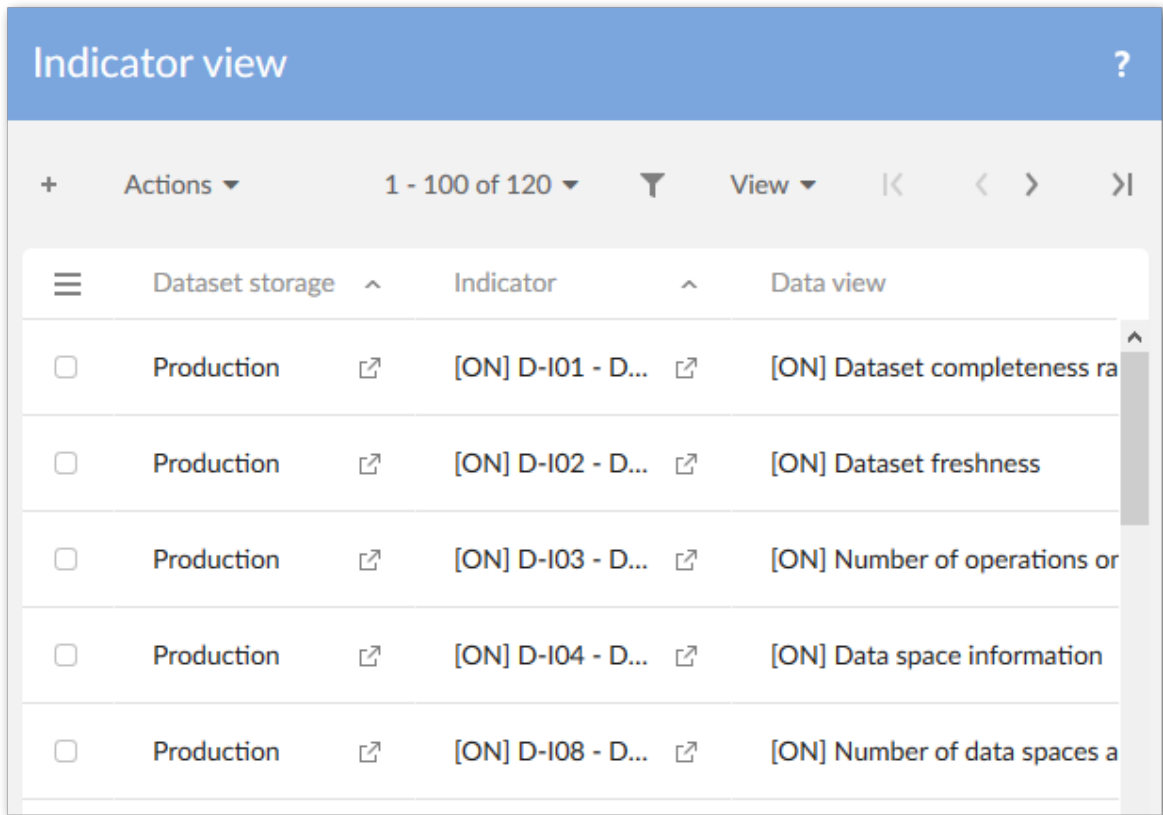 Indicator view ?
+ Actions 1 - 100 of 120 View
Dataset storage Indicator Data view
Production [ON] D-I01 - D... [ON] Dataset completeness ra
Production [ON] D-I02 - D... [ON] Dataset freshness
Production [ON] D-I03 - D... [ON] Number of operations or
Production [ON] D-I04 - D... [ON] Data space information
Production [ON] D-I08 - D... [ON] Number of data spaces a